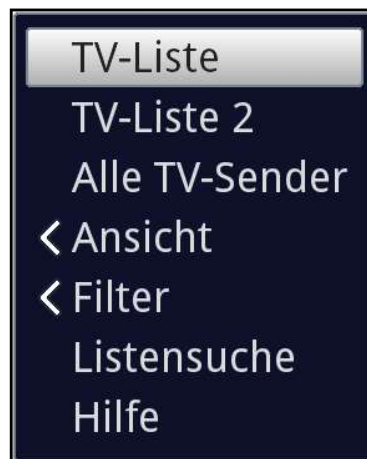 TV-Liste
TV-Liste 2
Alle TV-Sender
Ansicht
Filter
Listensuche
Hilfe